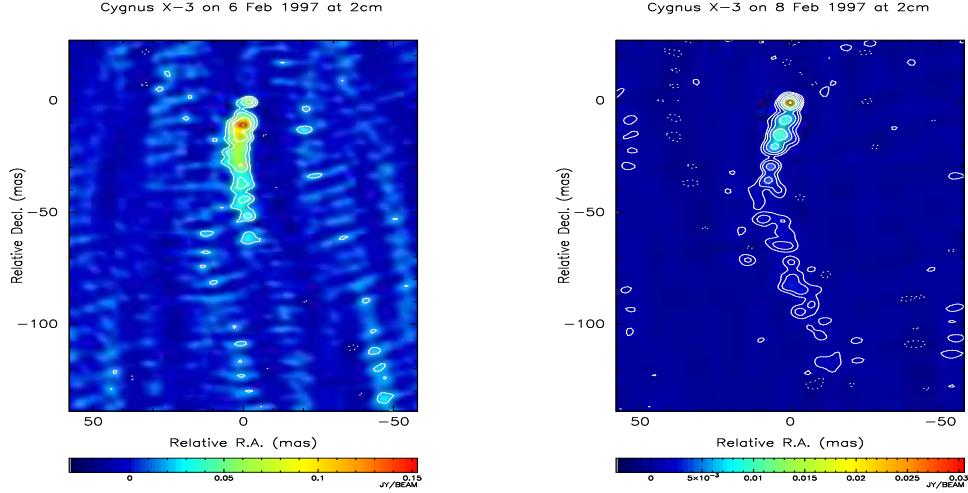 Cygnus X-3 on 6 Feb 1997 at 2cm
Relative Decl. (mas)
0
−50
−100
50
0
−50
Relative R.A. (mas)
0
0.05
0.1
0.15
JY/BEAM
Cygnus X-3 on 8 Feb 1997 at 2cm
Relative Decl. (mas)
0
−50
−100
50
0
−50
Relative R.A. (mas)
0
5×10⁻³
0.01
0.015
0.02
0.025
0.03
JY/BEAM